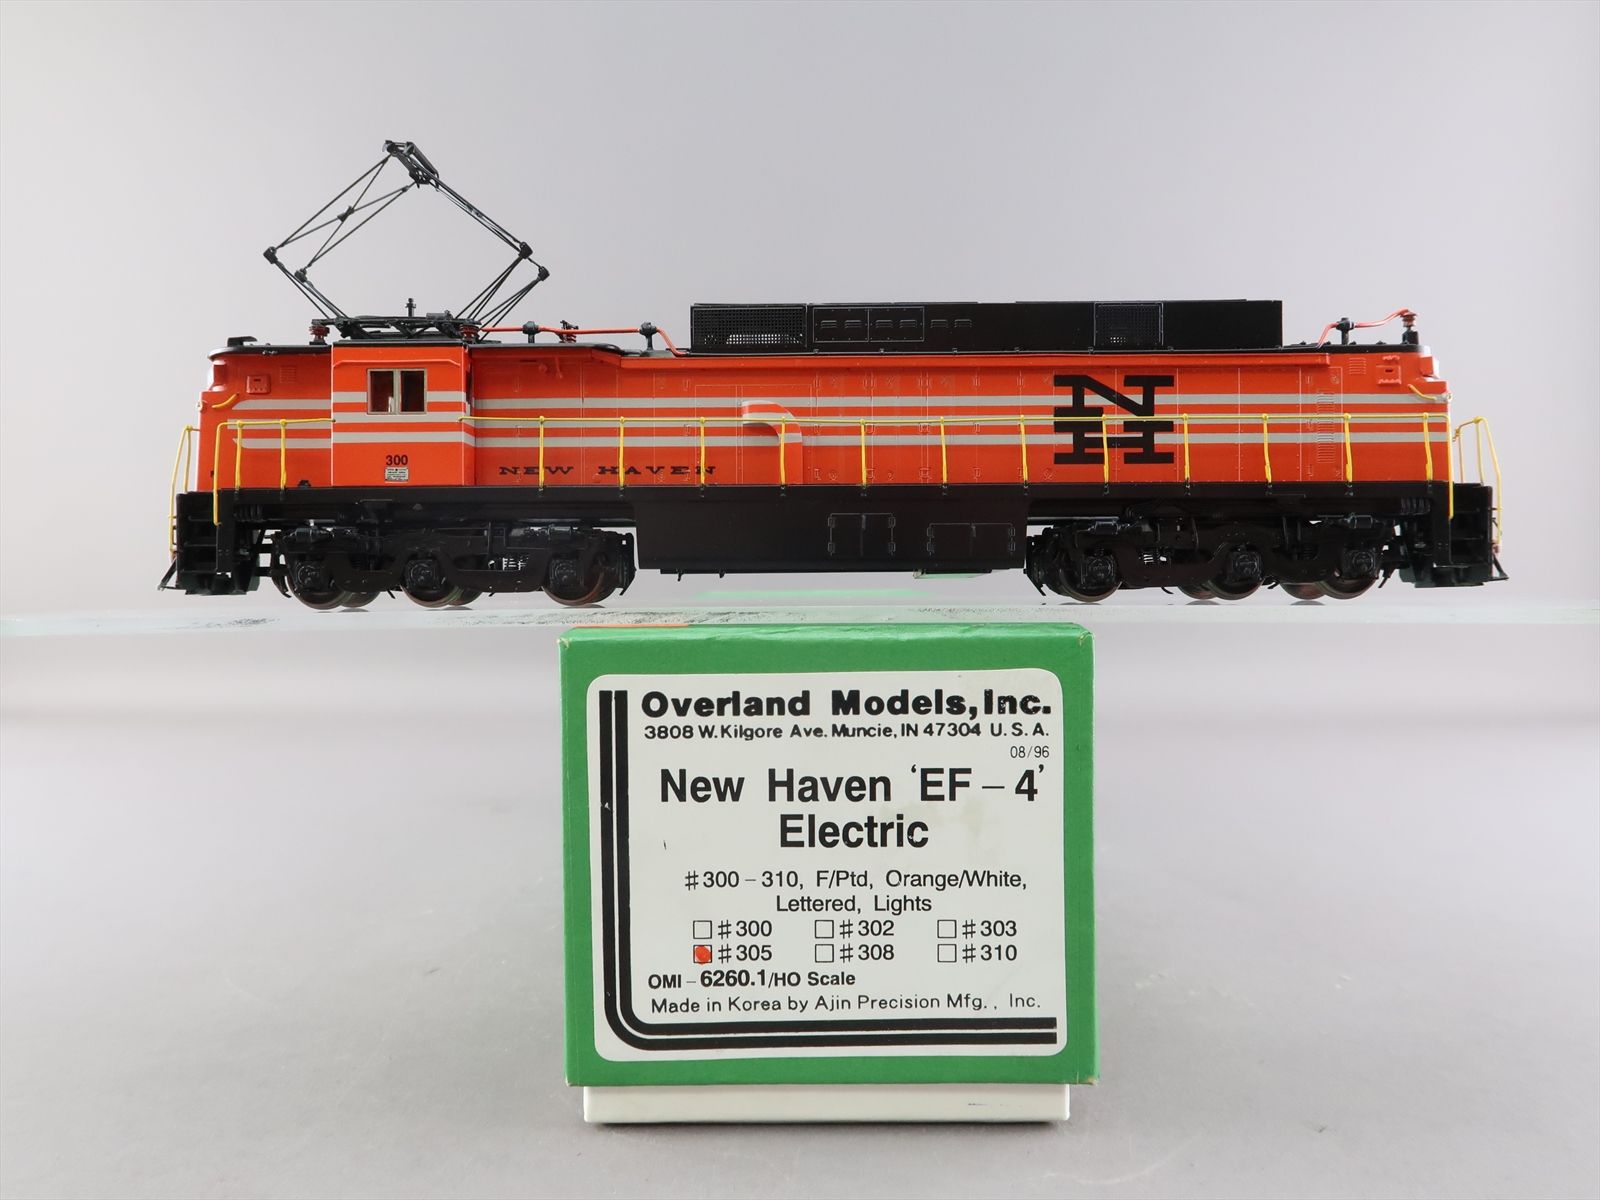 NH
300
NEW HAVEN
Overland Models, Inc.
3808 W. Kilgore Ave. Muncie, IN 47304 U. S. A.
08/96
New Haven 'EF – 4'
Electric
#300 – 310, F/Ptd, Orange/White,
Lettered, Lights
#300 #302 #303
#305 #308 #310
OMI – 6260.1/HO Scale
Made in Korea by Ajin Precision Mfg., Inc.